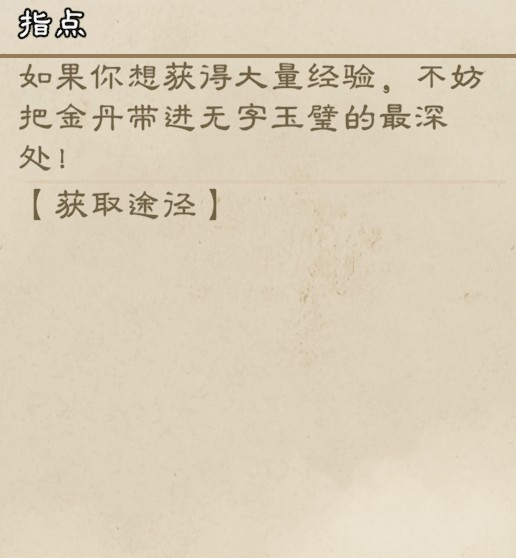 指点
如果你想获得大量经验，不妨
把金丹带进无字玉璧的最深
处！
【获取途径】